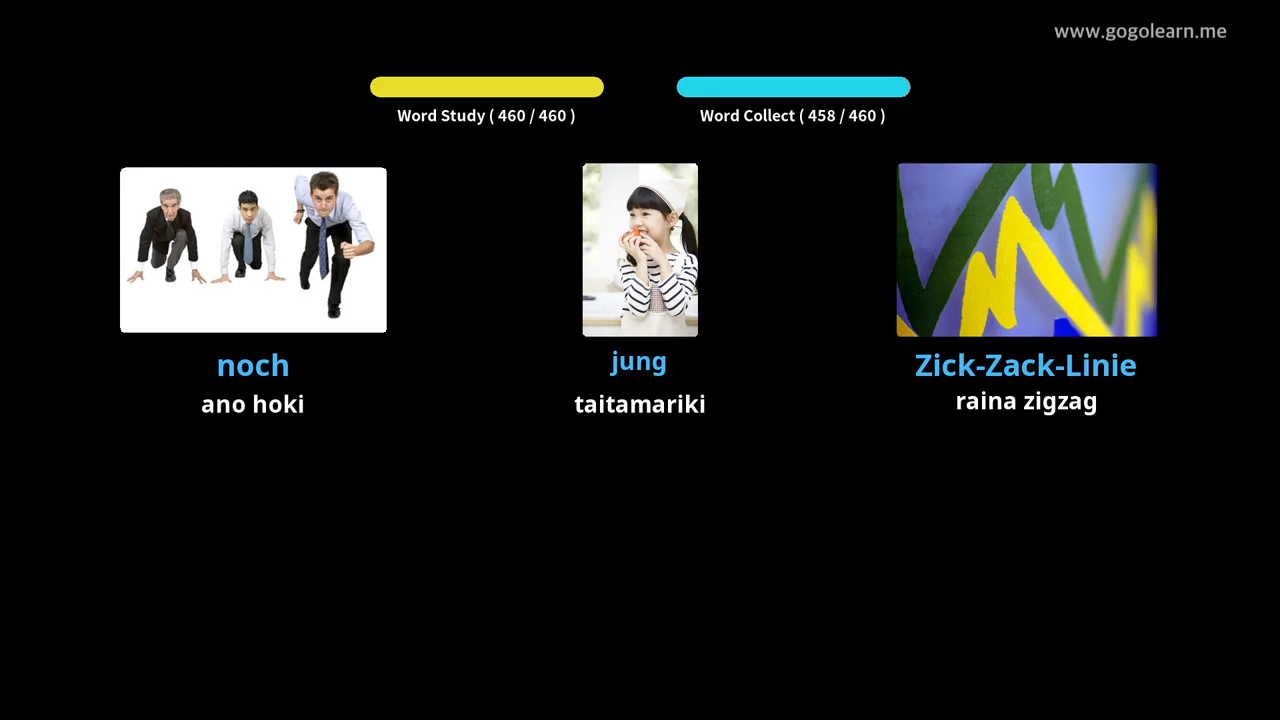 www.gogolearn.me
Word Study ( 460 / 460 )
Word Collect ( 458 / 460 )
noch
ano hoki
jung
taitamariki
Zick-Zack-Linie
raina zigzag